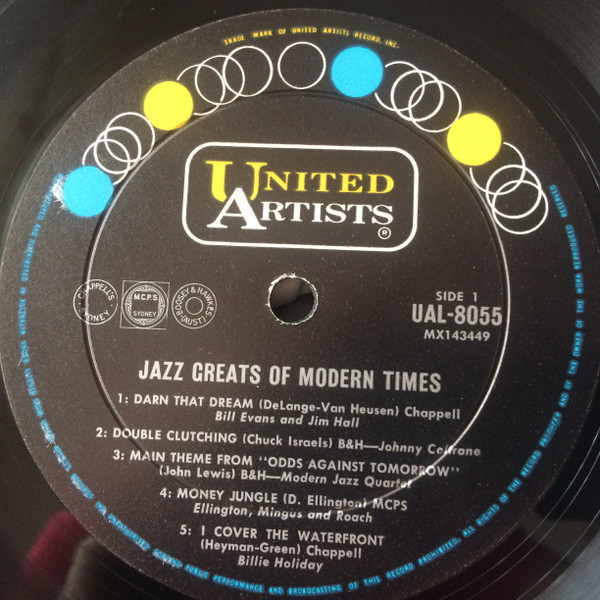 TRADE MARK OF UNITED ARTISTS RECORD, INC.
UNITED
ARTISTS
®
CHAPPELL'S
SYDNEY
M.C.P.S.
SYDNEY
BOOSEY & HAWKES
(AUST)
SIDE 1
UAL-8055
MX143449
JAZZ GREATS OF MODERN TIMES
1: DARN THAT DREAM (DeLange-Van Heusen) Chappell
Bill Evans and Jim Hall
2: DOUBLE CLUTCHING (Chuck Israels) B&H—Johnny Coltrane
3: MAIN THEME FROM "ODDS AGAINST TOMORROW"
(John Lewis) B&H—Modern Jazz Quartet
4: MONEY JUNGLE (D. Ellington) MCPS
Ellington, Mingus and Roach
5: I COVER THE WATERFRONT
(Heyman-Green) Chappell
Billie Holiday
ALL RIGHTS OF THE RECORD PRODUCER AND OF THE OWNER OF THE WORK REPRODUCED RESERVED
UNAUTHORISED PUBLIC PERFORMANCE AND BROADCASTING OF THIS RECORD PROHIBITED.